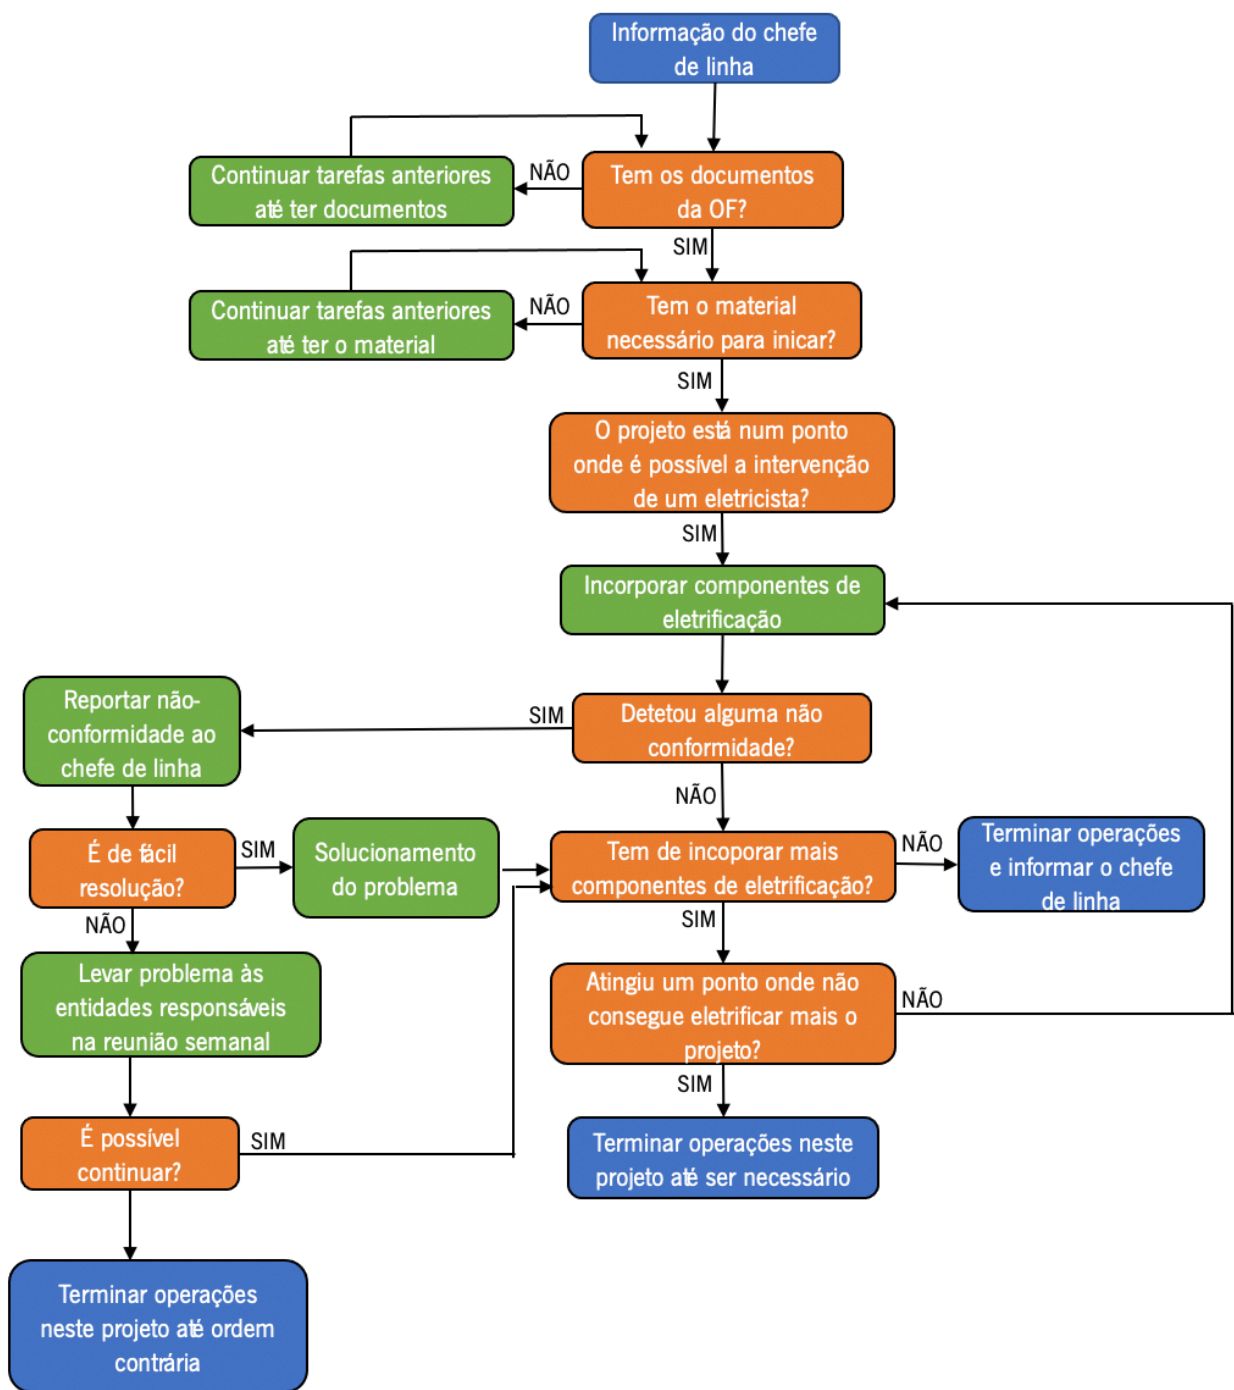 Informação do chefe
de linha
Continuar tarefas anteriores
até ter documentos
NÃO
Tem os documentos
da OF?
SIM
Continuar tarefas anteriores
até ter o material
NÃO
Tem o material
necessário para inicar?
SIM
O projeto está num ponto
onde é possível a intervenção
de um eletricista?
SIM
Incorporar componentes de
eletrificação
Reportar não-
conformidade ao
chefe de linha
SIM
Detetou alguma não
conformidade?
NÃO
É de fácil
resolução?
SIM
Solucionamento
do problema
Tem de incoporar mais
componentes de eletrificação?
NÃO
Terminar operações
e informar o chefe
de linha
NÃO
SIM
Levar problema às
entidades responsáveis
na reunião semanal
Atingiu um ponto onde não
consegue eletrificar mais o
projeto?
NÃO
SIM
É possível
continuar?
SIM
Terminar operações neste
projeto até ser necessário
Terminar operações
neste projeto até ordem
contrária